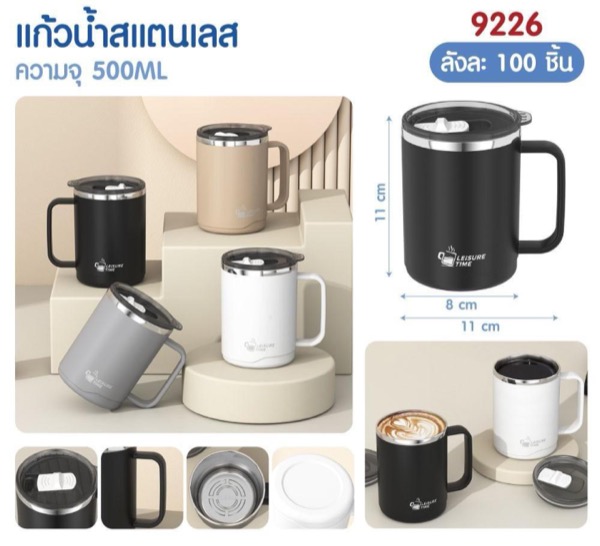 แก้วน้ำสแตนเลส
ความจุ 500ML
9226
ลังละ 100 ชิ้น
11 cm
LEISURE
TIME
8 cm
11 cm
LEISURE
TIME